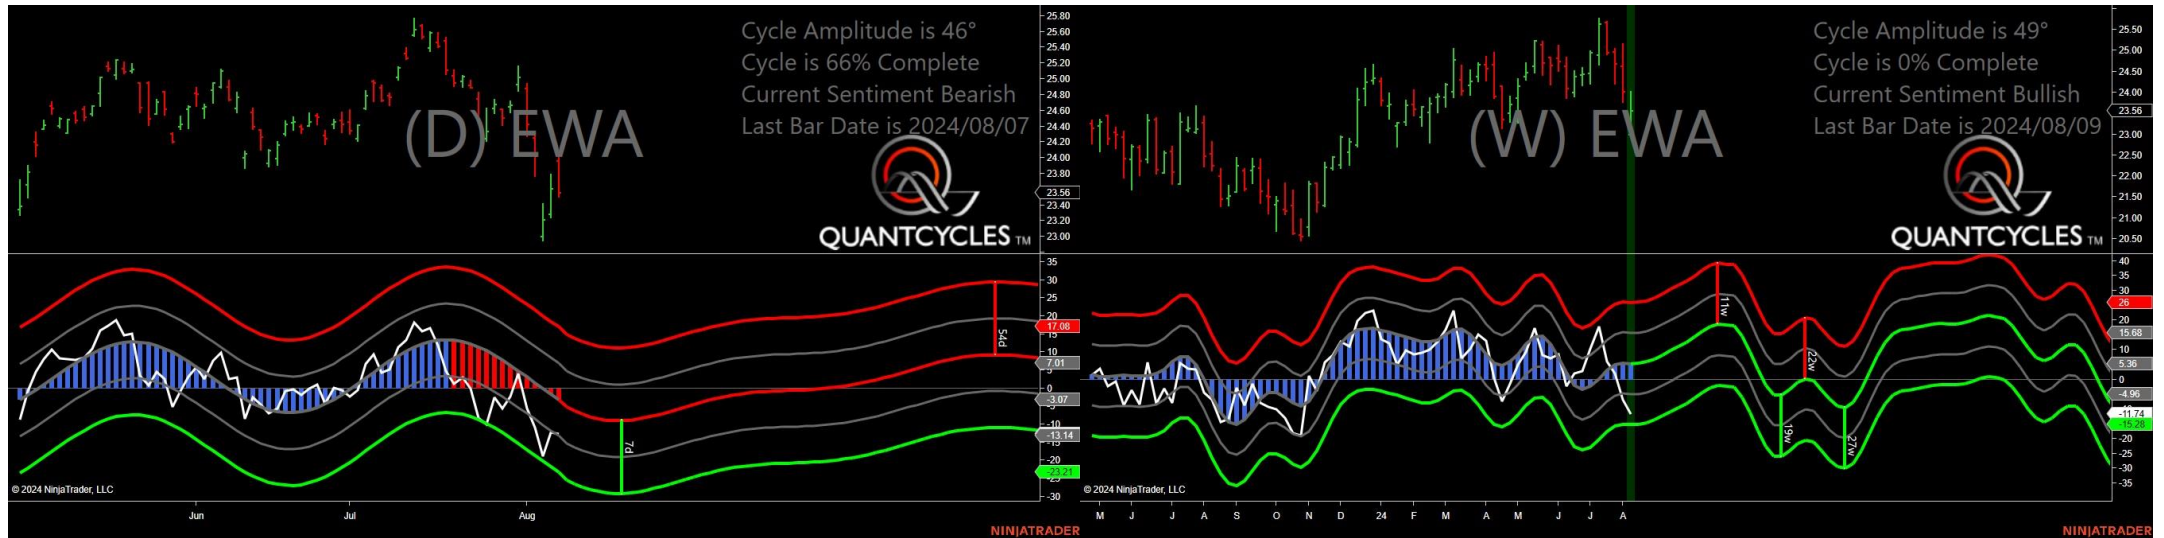 Cycle Amplitude is 46°
Cycle is 66% Complete
Current Sentiment Bearish
Last Bar Date is 2024/08/07
(D) EWA
QUANTCYCLES TM
25.80
25.60
25.40
25.20
25.00
24.80
24.60
24.40
24.20
24.00
23.80
23.56
23.40
23.20
23.00
35
30
25
20
17.08
10
7.01
0
-3.07
-10
-13.14
-20
-23.21
-30
54d
7d
© 2024 NinjaTrader, LLC
Jun Jul Aug
NINJATRADER
Cycle Amplitude is 49°
Cycle is 0% Complete
Current Sentiment Bullish
Last Bar Date is 2024/08/09
(W) EWA
QUANTCYCLES TM
25.50
25.00
24.50
24.00
23.56
23.00
22.50
22.00
21.50
21.00
20.50
40
35
30
26
20
15.68
10
5.36
0
-4.96
-11.74
-15.28
-20
-25
-30
-35
11w
22w
19w
27w
© 2024 NinjaTrader, LLC
M J J A S O N D 24 F M A M J J A
NINJATRADER